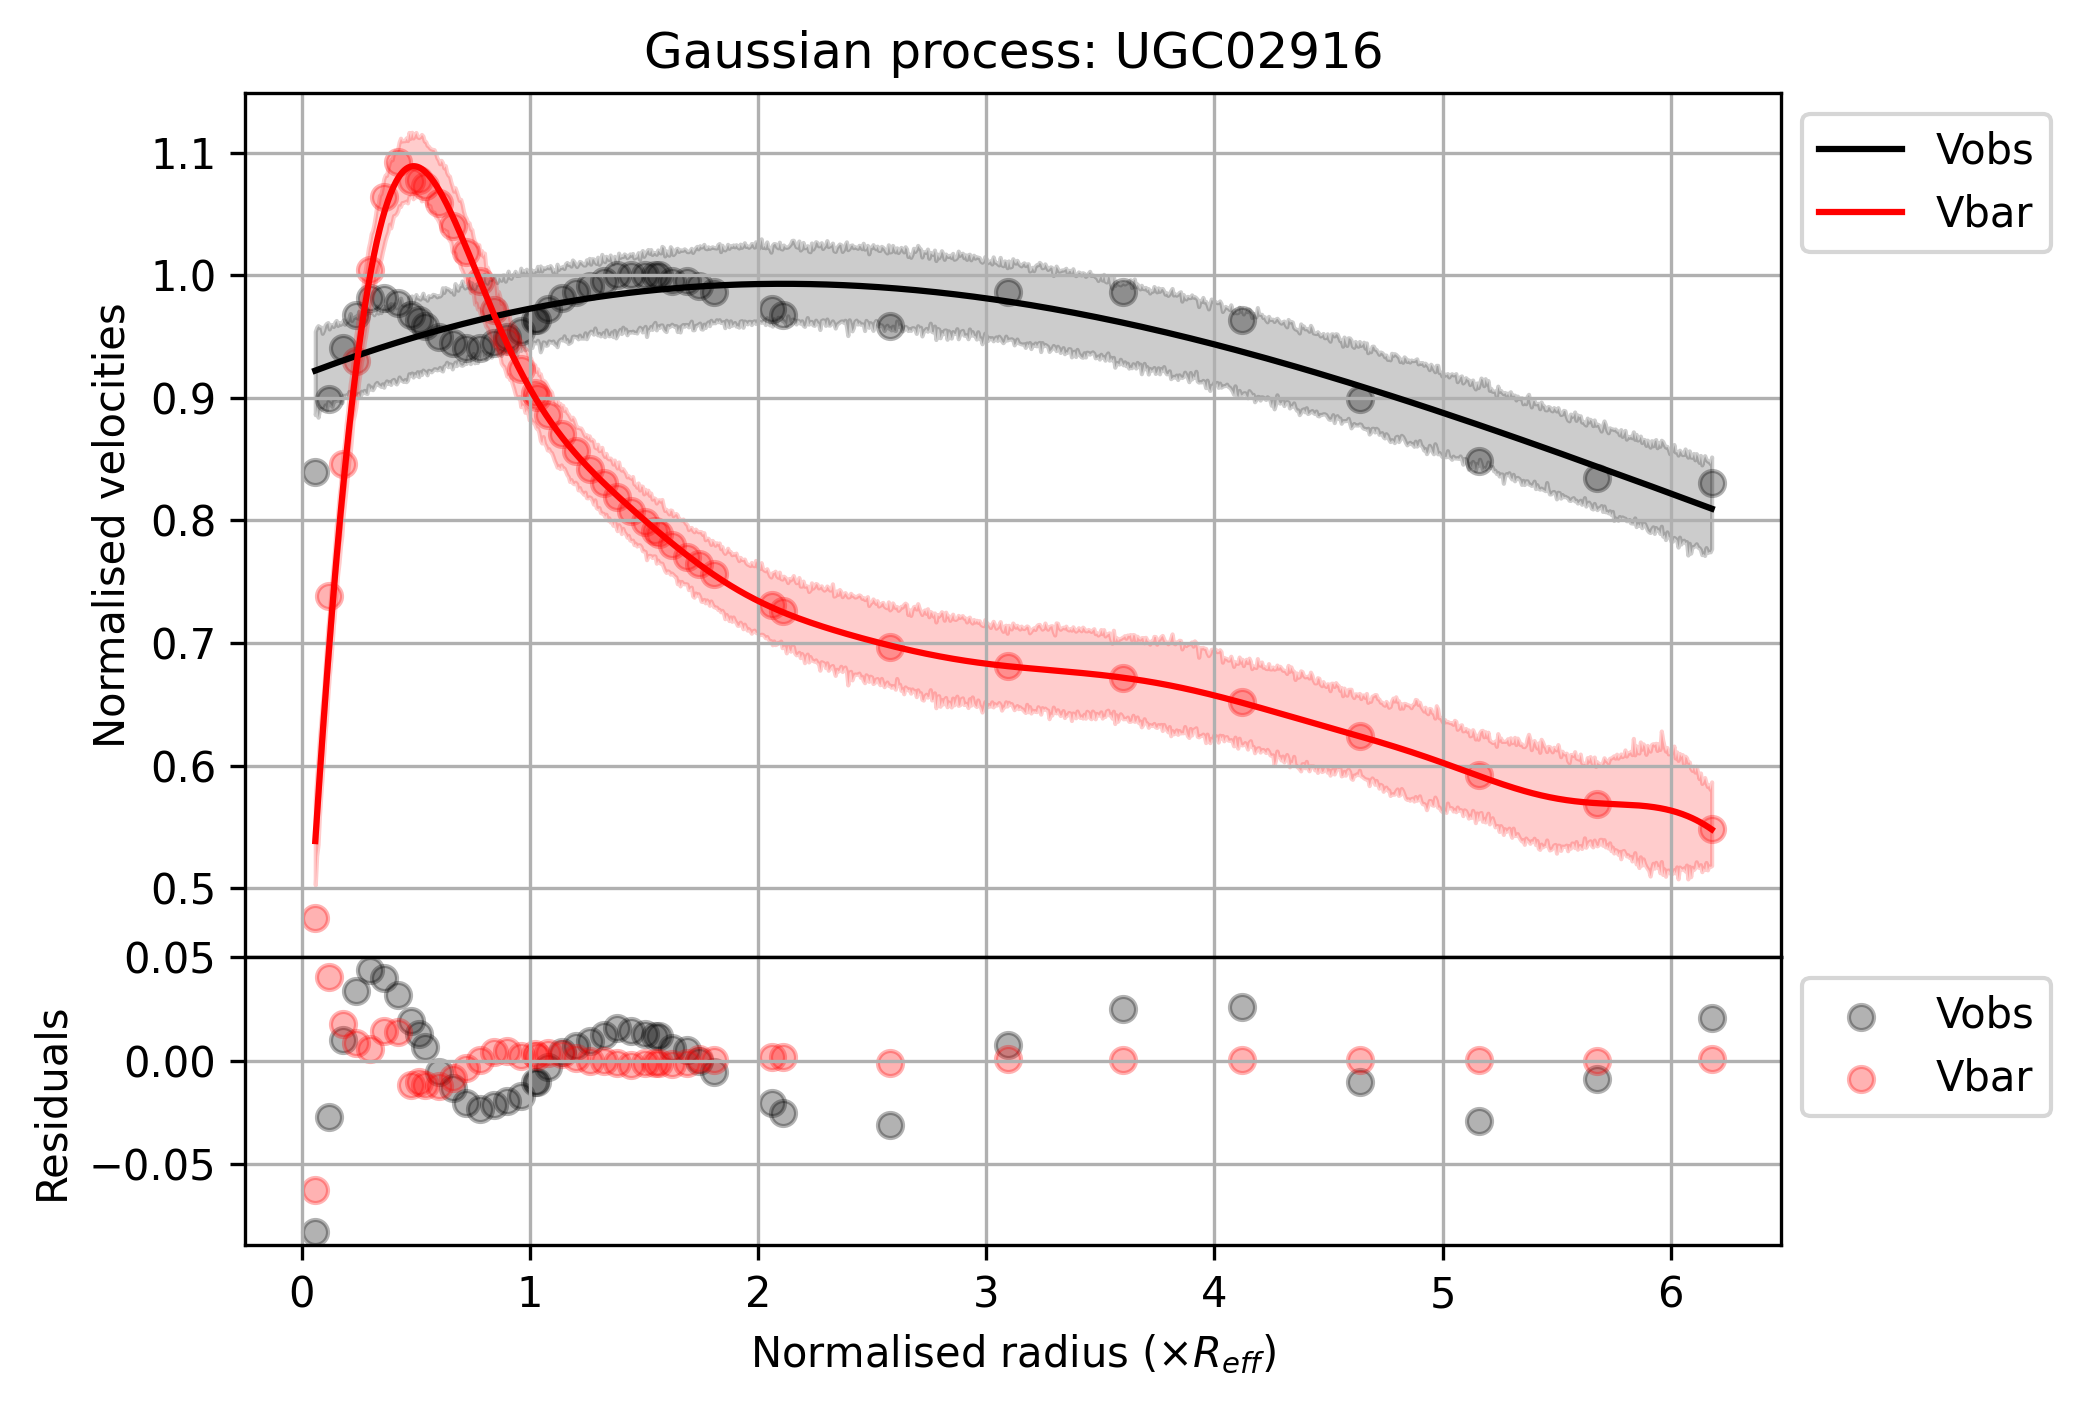 Gaussian process: UGC02916
Normalised velocities
1.1
1.0
0.9
0.8
0.7
0.6
0.5
Vobs
Vbar
Residuals
0.05
0.00
−0.05
Vobs
Vbar
0 1 2 3 4 5 6
Normalised radius (×R_eff)